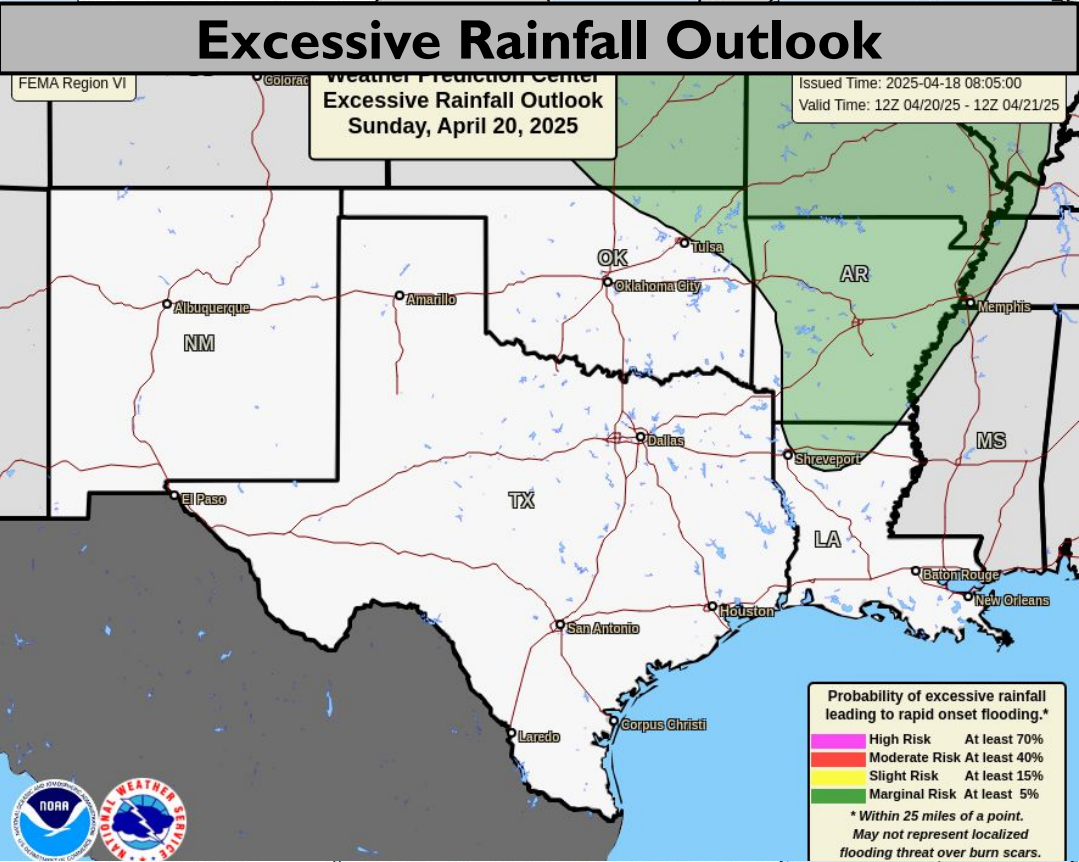 Excessive Rainfall Outlook
FEMA Region VI
Weather Prediction Center
Excessive Rainfall Outlook
Sunday, April 20, 2025
Issued Time: 2025-04-18 08:05:00
Valid Time: 12Z 04/20/25 - 12Z 04/21/25
Colorad
Tulsa
OK
Oklahoma City
AR
Amarillo
Albuquerque
Memphis
NM
Dallas
MS
Shreveport
El Paso
TX
LA
Baton Rouge
New Orleans
Houston
San Antonio
Corpus Christi
Laredo
Probability of excessive rainfall
leading to rapid onset flooding.*
High Risk At least 70%
Moderate Risk At least 40%
Slight Risk At least 15%
Marginal Risk At least 5%
* Within 25 miles of a point.
May not represent localized
flooding threat over burn scars.
NOAA
NATIONAL WEATHER SERVICE